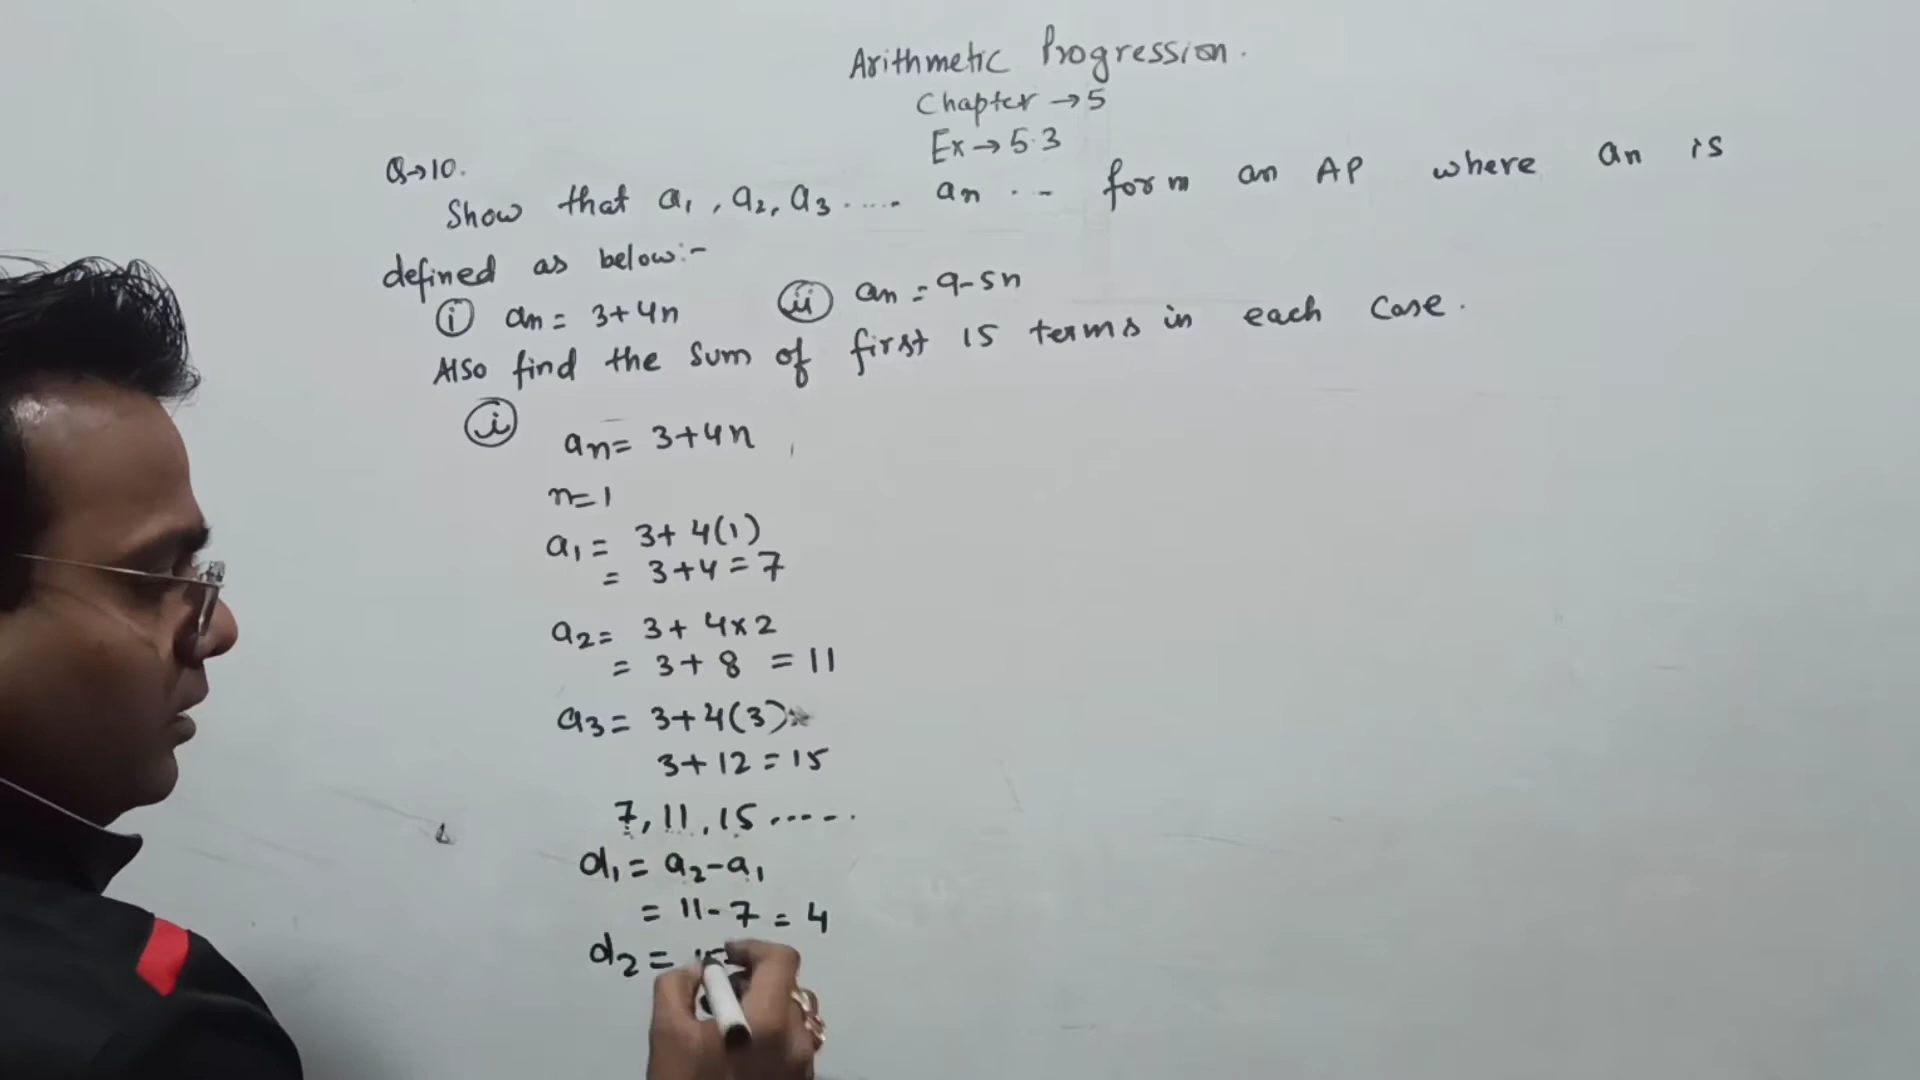 Arithmetic Progression.
Chapter → 5
Ex → 5.3
Q→10.
Show that a₁, a₂, a₃ ..... aₙ ... form an AP where aₙ is
defined as below:-
(i) aₙ = 3+4n (ii) aₙ = 9-5n
Also find the sum of first 15 terms in each case.
(i) aₙ = 3+4n
n=1
a₁ = 3+ 4(1)
= 3+4 = 7
a₂ = 3+ 4×2
= 3+ 8 = 11
a₃ = 3+4(3)
3+12 = 15
7, 11, 15 .....
d₁ = a₂-a₁
= 11-7 = 4
d₂ =